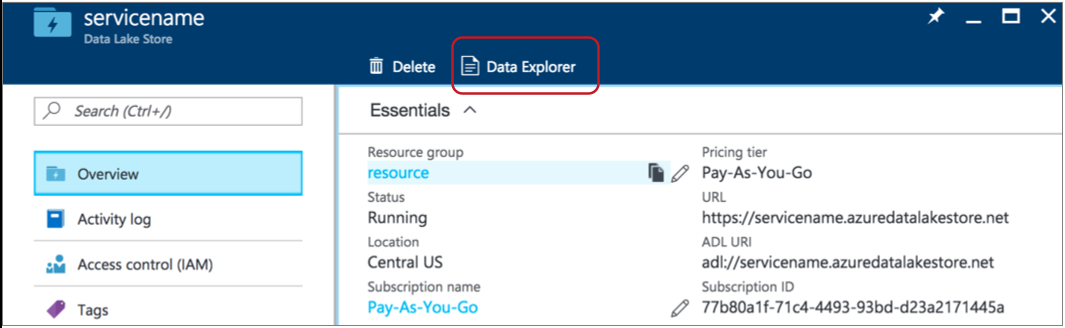 servicename
Data Lake Store
Delete
Data Explorer
Search (Ctrl+/)
Overview
Activity log
Access control (IAM)
Tags
Essentials
Resource group
resource
Pricing tier
Pay-As-You-Go
Status
Running
URL
https://servicename.azuredatalakestore.net
Location
Central US
ADL URI
adl://servicename.azuredatalakestore.net
Subscription name
Pay-As-You-Go
Subscription ID
77b80a1f-71c4-4493-93bd-d23a2171445a